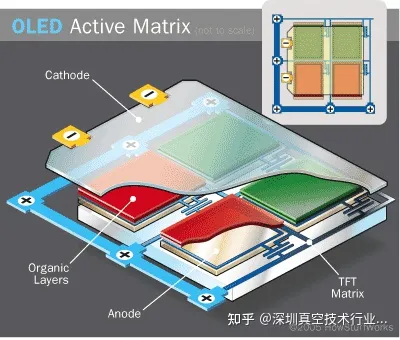 OLED Active Matrix (not to scale)
Cathode
Organic
Layers
Anode
TFT
Matrix
知乎 @深圳真空技术行业...
©2005 HowStuffWorks